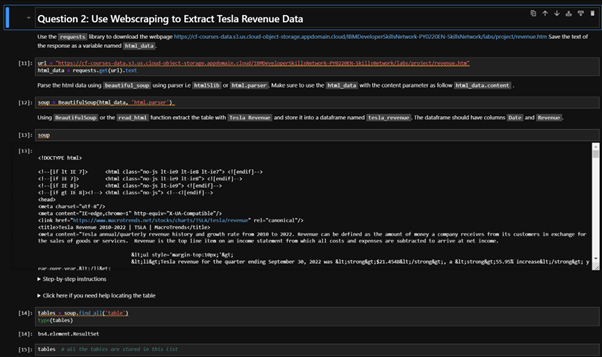 Question 2: Use Webscraping to Extract Tesla Revenue Data
Use the requests library to download the webpage https://cf-courses-data.s3.us.cloud-object-storage.appdomain.cloud/IBMDeveloperSkillsNetwork-PY0220EN-SkillsNetwork/labs/project/revenue.htm Save the text
of the response as a variable named html_data.
[11]: url = "https://cf-courses-data.s3.us.cloud-object-storage.appdomain.cloud/IBMDeveloperSkillsNetwork-PY0220EN-SkillsNetwork/labs/project/revenue.htm"
html_data = requests.get(url).text
Parse the html data using beautiful_soup using parser i.e html5lib or html.parser. Make sure to use the html_data with the content parameter as follow html_data.content .
[12]: soup = BeautifulSoup(html_data, 'html.parser')
Using BeautifulSoup or the read_html function extract the table with Tesla Revenue and store it into a dataframe named tesla_revenue. The dataframe should have columns Date and Revenue.
[13]: soup
[13]:
<!DOCTYPE html>
<!--[if lt IE 7]> <html class="no-js lt-ie9 lt-ie8 lt-ie7"> <![endif]-->
<!--[if IE 7]> <html class="no-js lt-ie9 lt-ie8"> <![endif]-->
<!--[if IE 8]> <html class="no-js lt-ie9"> <![endif]-->
<!--[if gt IE 8]><!--> <html class="no-js"> <!--<![endif]-->
<head>
<meta charset="utf-8"/>
<meta content="IE=edge,chrome=1" http-equiv="X-UA-Compatible"/>
<link href="https://www.macrotrends.net/stocks/charts/TSLA/tesla/revenue" rel="canonical"/>
<title>Tesla Revenue 2010-2022 | TSLA | MacroTrends</title>
<meta content="Tesla annual/quarterly revenue history and growth rate from 2010 to 2022. Revenue can be defined as the amount of money a company receives from its customers in exchange for
the sales of goods or services. Revenue is the top line item on an income statement from which all costs and expenses are subtracted to arrive at net income.
&lt;ul style='margin-top:10px;'&gt;
&lt;li&gt;Tesla revenue for the quarter ending September 30, 2022 was &lt;strong&gt;$21.454B&lt;/strong&gt;, a &lt;strong&gt;55.95% increase&lt;/strong&gt; y
ear-over-year.&lt;/li&gt;
▶ Step-by-step instructions
▶ Click here if you need help locating the table
[14]: tables = soup.find_all('table')
type(tables)
[14]: bs4.element.ResultSet
[15]: tables # all the tables are stored in this list